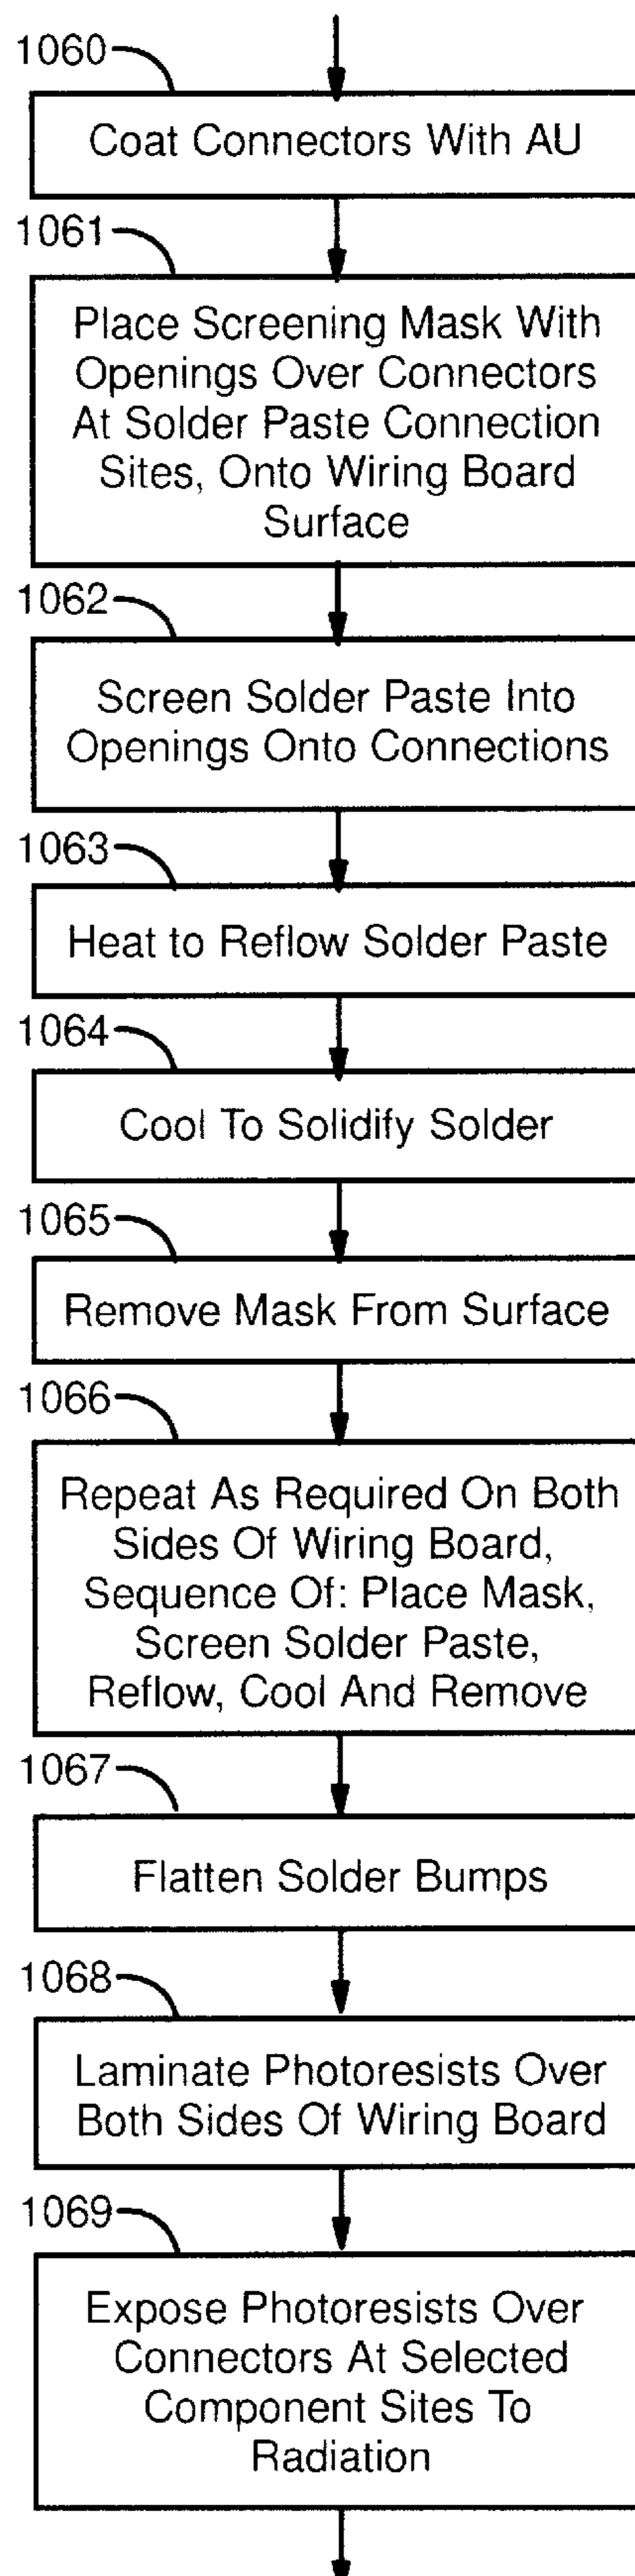 1060
Coat Connectors With AU
1061
Place Screening Mask With
Openings Over Connectors
At Solder Paste Connection
Sites, Onto Wiring Board
Surface
1062
Screen Solder Paste Into
Openings Onto Connections
1063
Heat to Reflow Solder Paste
1064
Cool To Solidify Solder
1065
Remove Mask From Surface
1066
Repeat As Required On Both
Sides Of Wiring Board,
Sequence Of: Place Mask,
Screen Solder Paste,
Reflow, Cool And Remove
1067
Flatten Solder Bumps
1068
Laminate Photoresists Over
Both Sides Of Wiring Board
1069
Expose Photoresists Over
Connectors At Selected
Component Sites To
Radiation